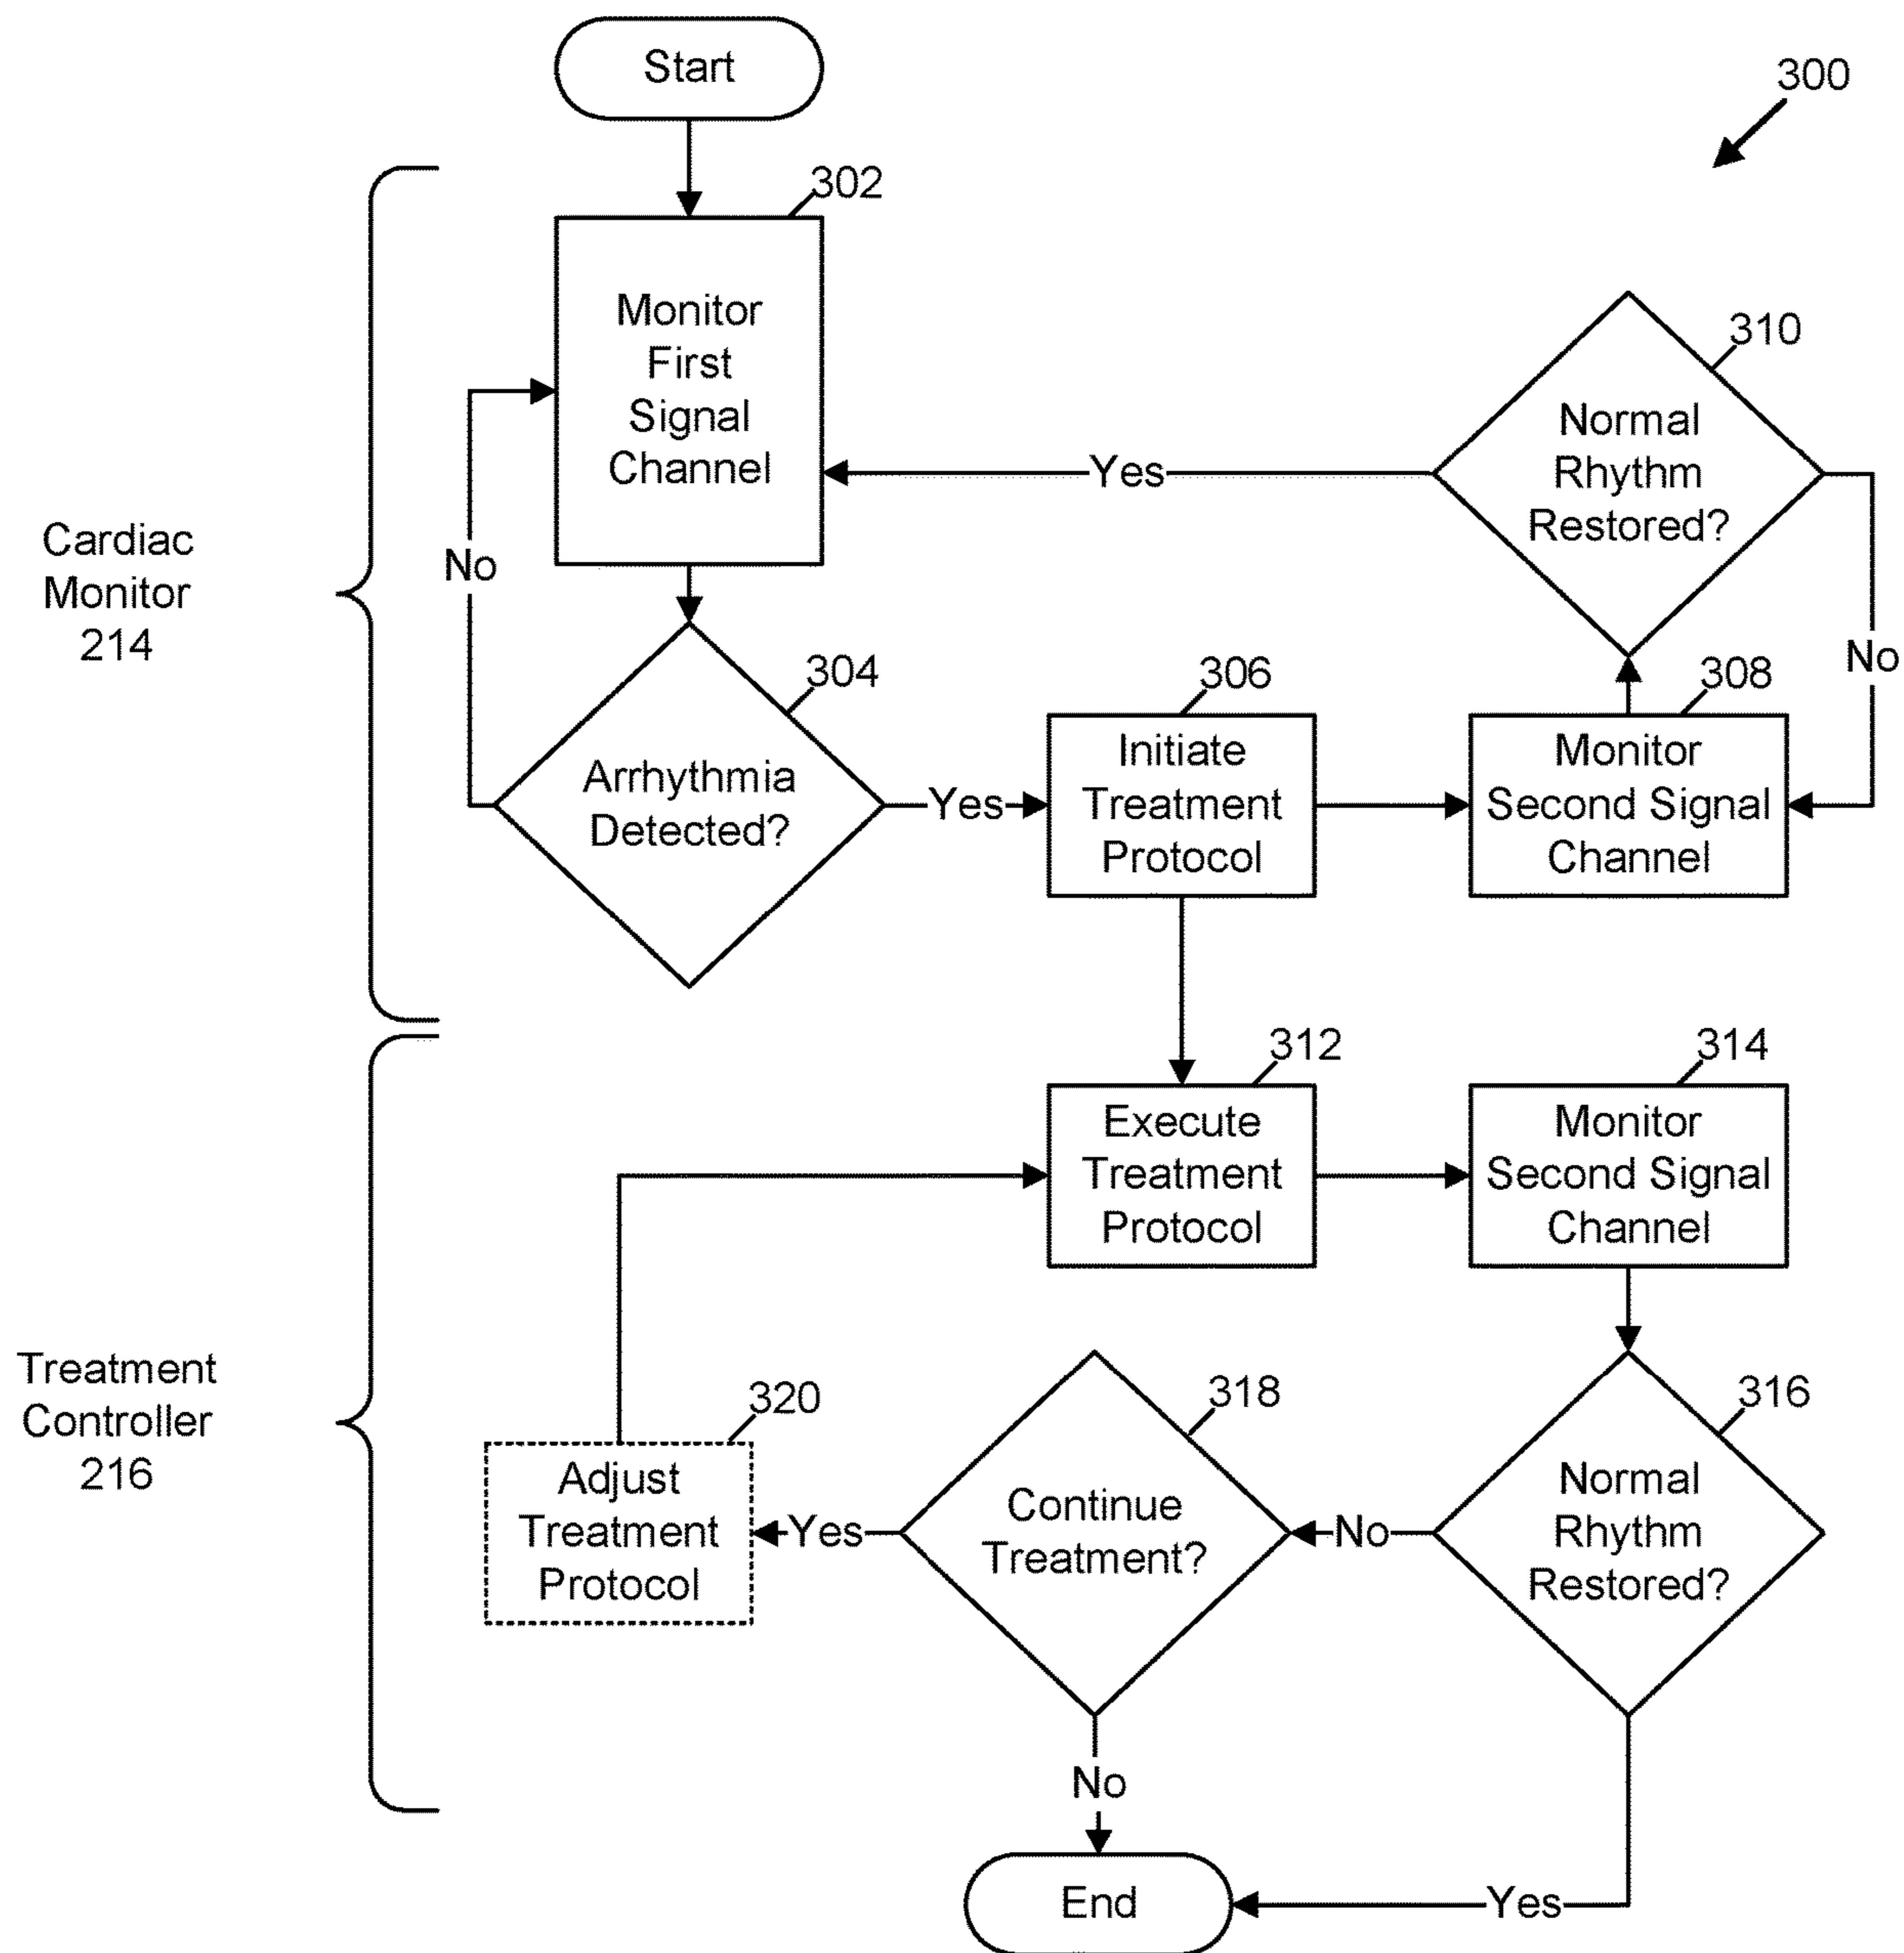 Start
300
302
Monitor
First
Signal
Channel
310
Normal
Rhythm
Restored?
Yes
No
Cardiac
Monitor
214
No
304
Arrhythmia
Detected?
Yes
306
Initiate
Treatment
Protocol
308
Monitor
Second Signal
Channel
312
Execute
Treatment
Protocol
314
Monitor
Second Signal
Channel
Treatment
Controller
216
320
Adjust
Treatment
Protocol
Yes
318
Continue
Treatment?
No
316
Normal
Rhythm
Restored?
No
End
Yes